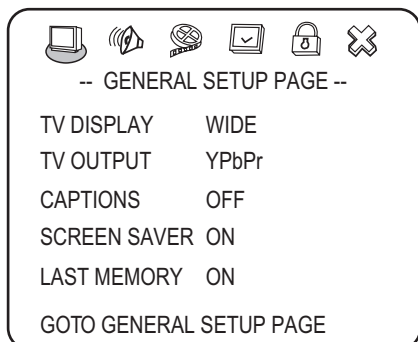 -- GENERAL SETUP PAGE --
TV DISPLAY WIDE
TV OUTPUT YPbPr
CAPTIONS OFF
SCREEN SAVER ON
LAST MEMORY ON
GOTO GENERAL SETUP PAGE